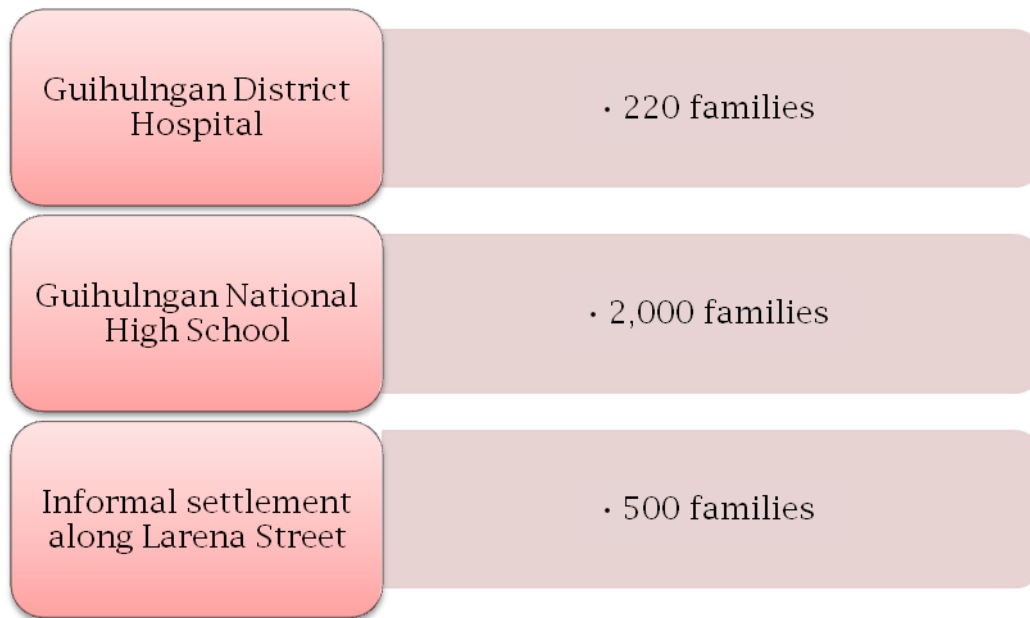 Guihulngan District
Hospital
• 220 families
Guihulngan National
High School
• 2,000 families
Informal settlement
along Larena Street
• 500 families